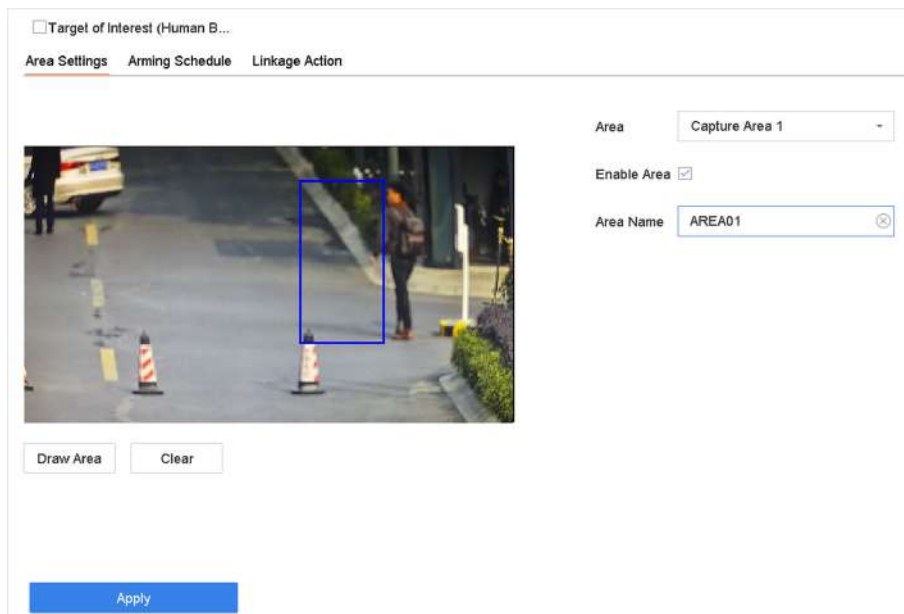 Target of Interest (Human B...
Area Settings Arming Schedule Linkage Action
Area Capture Area 1
Enable Area
Area Name AREA01
Draw Area Clear
Apply